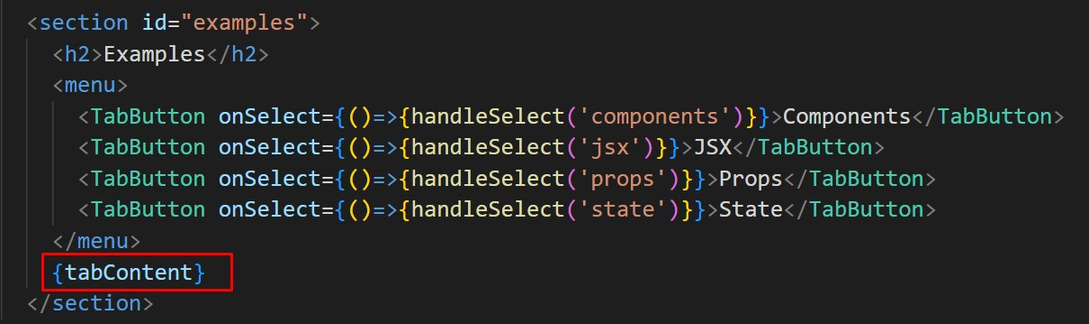 <section id="examples">
<h2>Examples</h2>
<menu>
<TabButton onSelect={()=>{handleSelect('components')}}>Components</TabButton>
<TabButton onSelect={()=>{handleSelect('jsx')}}>JSX</TabButton>
<TabButton onSelect={()=>{handleSelect('props')}}>Props</TabButton>
<TabButton onSelect={()=>{handleSelect('state')}}>State</TabButton>
</menu>
{tabContent}
</section>